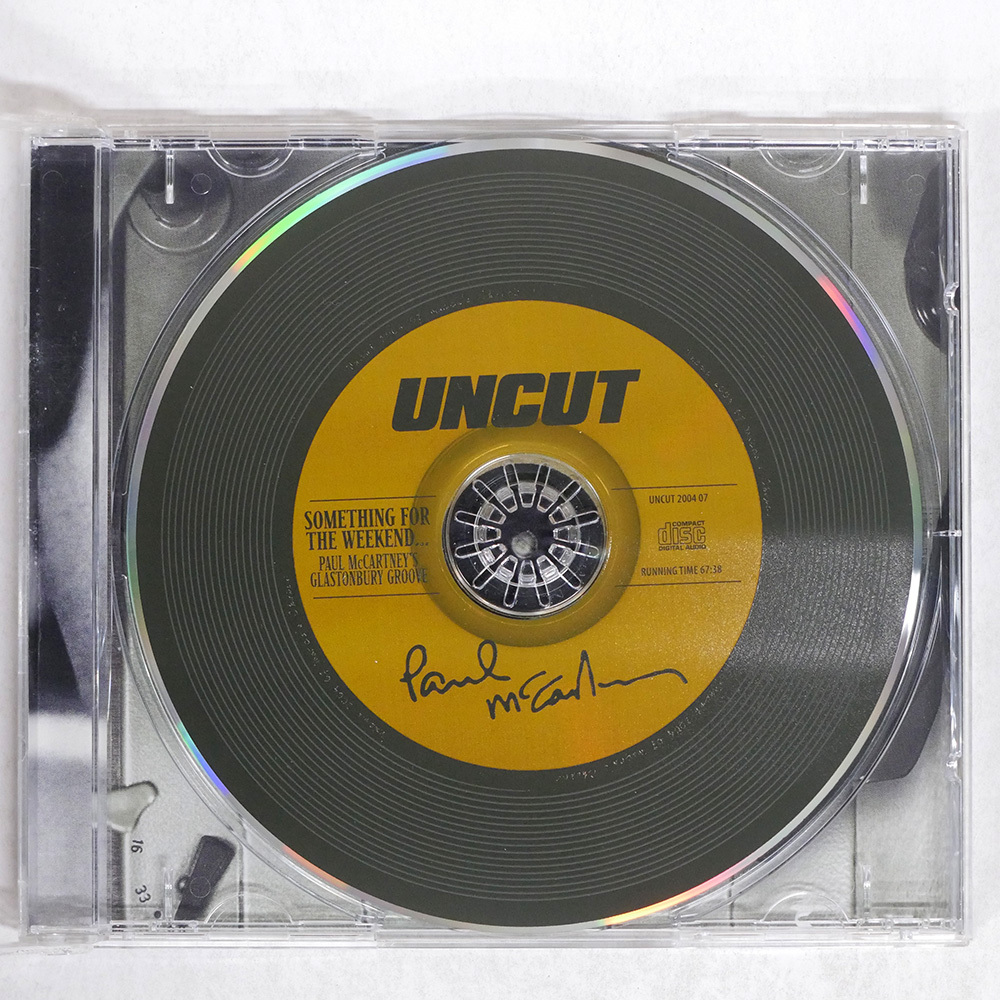 UNCUT
SOMETHING FOR
THE WEEKEND...
PAUL McCARTNEY'S
GLASTONBURY GROOVE
UNCUT 2004 07
COMPACT
disc
DIGITAL AUDIO
RUNNING TIME 67:38
Paul
McCartney
16
33